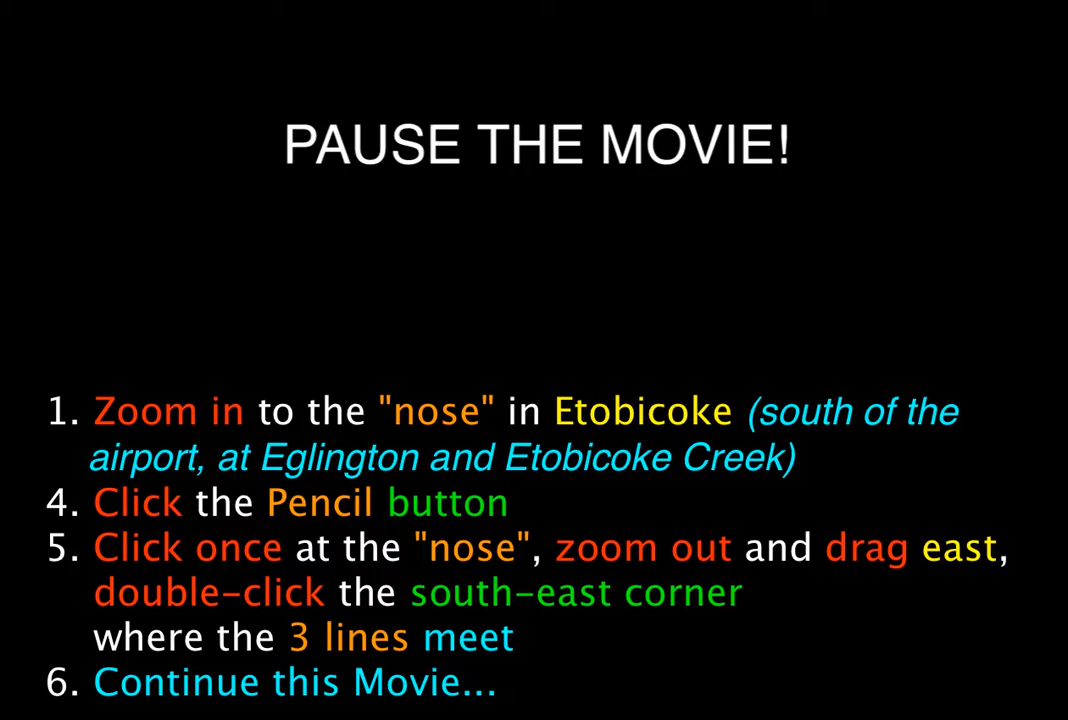 PAUSE THE MOVIE!
1. Zoom in to the "nose" in Etobicoke (south of the
airport, at Eglington and Etobicoke Creek)
4. Click the Pencil button
5. Click once at the "nose", zoom out and drag east,
double-click the south-east corner
where the 3 lines meet
6. Continue this Movie...